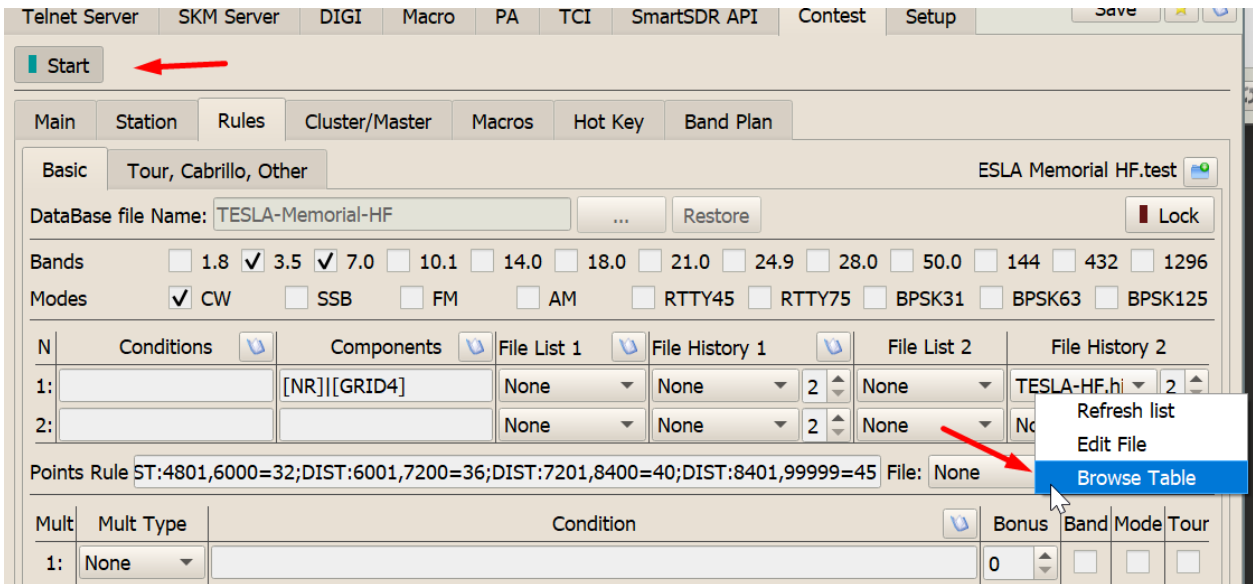 Telnet Server SKM Server DIGI Macro PA TCI SmartSDR API Contest Setup Save
Start
Main Station Rules Cluster/Master Macros Hot Key Band Plan
Basic Tour, Cabrillo, Other ESLA Memorial HF.test
DataBase file Name: TESLA-Memorial-HF ... Restore Lock
Bands 1.8 3.5 7.0 10.1 14.0 18.0 21.0 24.9 28.0 50.0 144 432 1296
Modes CW SSB FM AM RTTY45 RTTY75 BPSK31 BPSK63 BPSK125
N Conditions Components File List 1 File History 1 File List 2 File History 2
1: [NR]|[GRID4] None None 2 None TESLA-HF.hi 2
Refresh list
2: None None 2 None No
Edit File
Points Rule ST:4801,6000=32;DIST:6001,7200=36;DIST:7201,8400=40;DIST:8401,99999=45 File: None
Browse Table
Mult Mult Type Condition Bonus Band Mode Tour
1: None 0